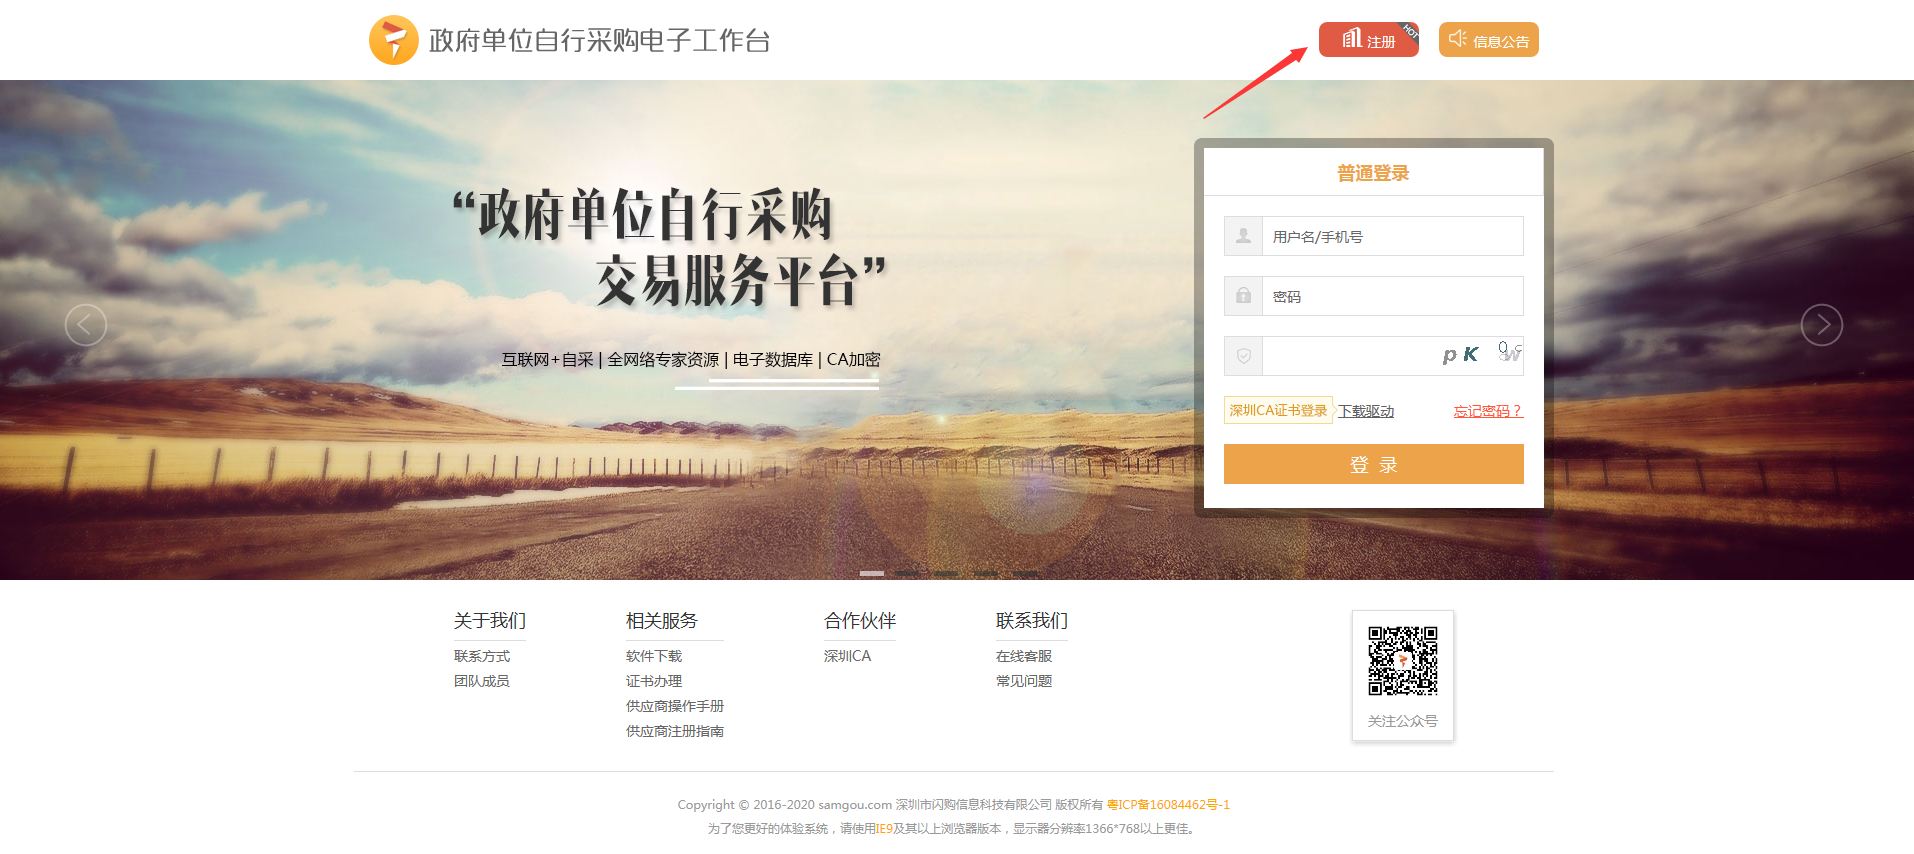 政府单位自行采购电子工作台
注册
HOT
信息公告
“政府单位自行采购
交易服务平台”
互联网+自采 | 全网络专家资源 | 电子数据库 | CA加密
普通登录
用户名/手机号
密码
深圳CA证书登录
下载驱动
忘记密码？
登 录
关于我们
联系方式
团队成员
相关服务
软件下载
证书办理
供应商操作手册
供应商注册指南
合作伙伴
深圳CA
联系我们
在线客服
常见问题
关注公众号
Copyright © 2016-2020 samgou.com 深圳市闪购信息科技有限公司 版权所有 粤ICP备16084462号-1
为了您更好的体验系统，请使用IE9及其以上浏览器版本，显示器分辨率1366*768以上更佳。